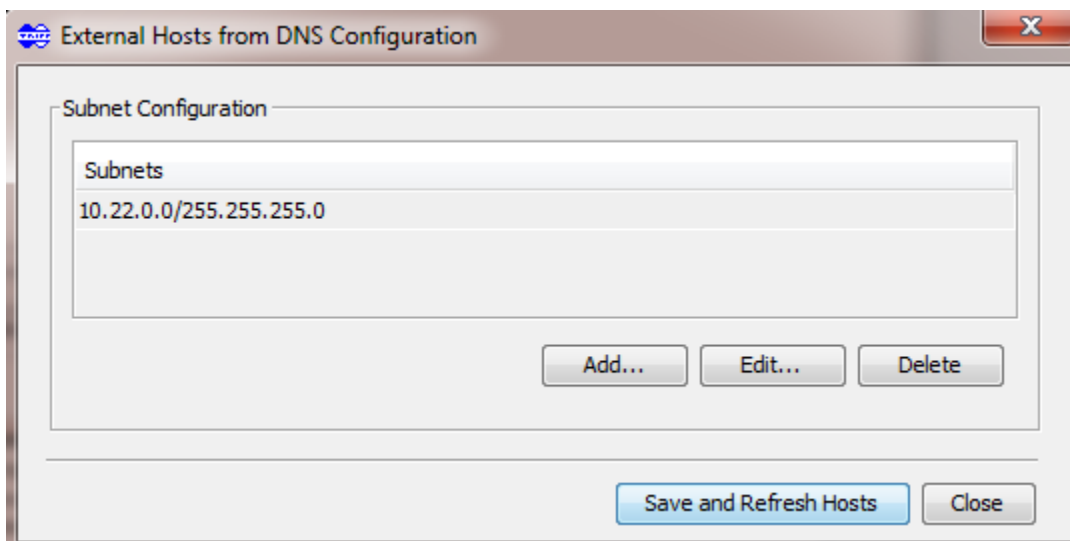 External Hosts from DNS Configuration
Subnet Configuration
Subnets
10.22.0.0/255.255.255.0
Add... Edit... Delete
Save and Refresh Hosts Close